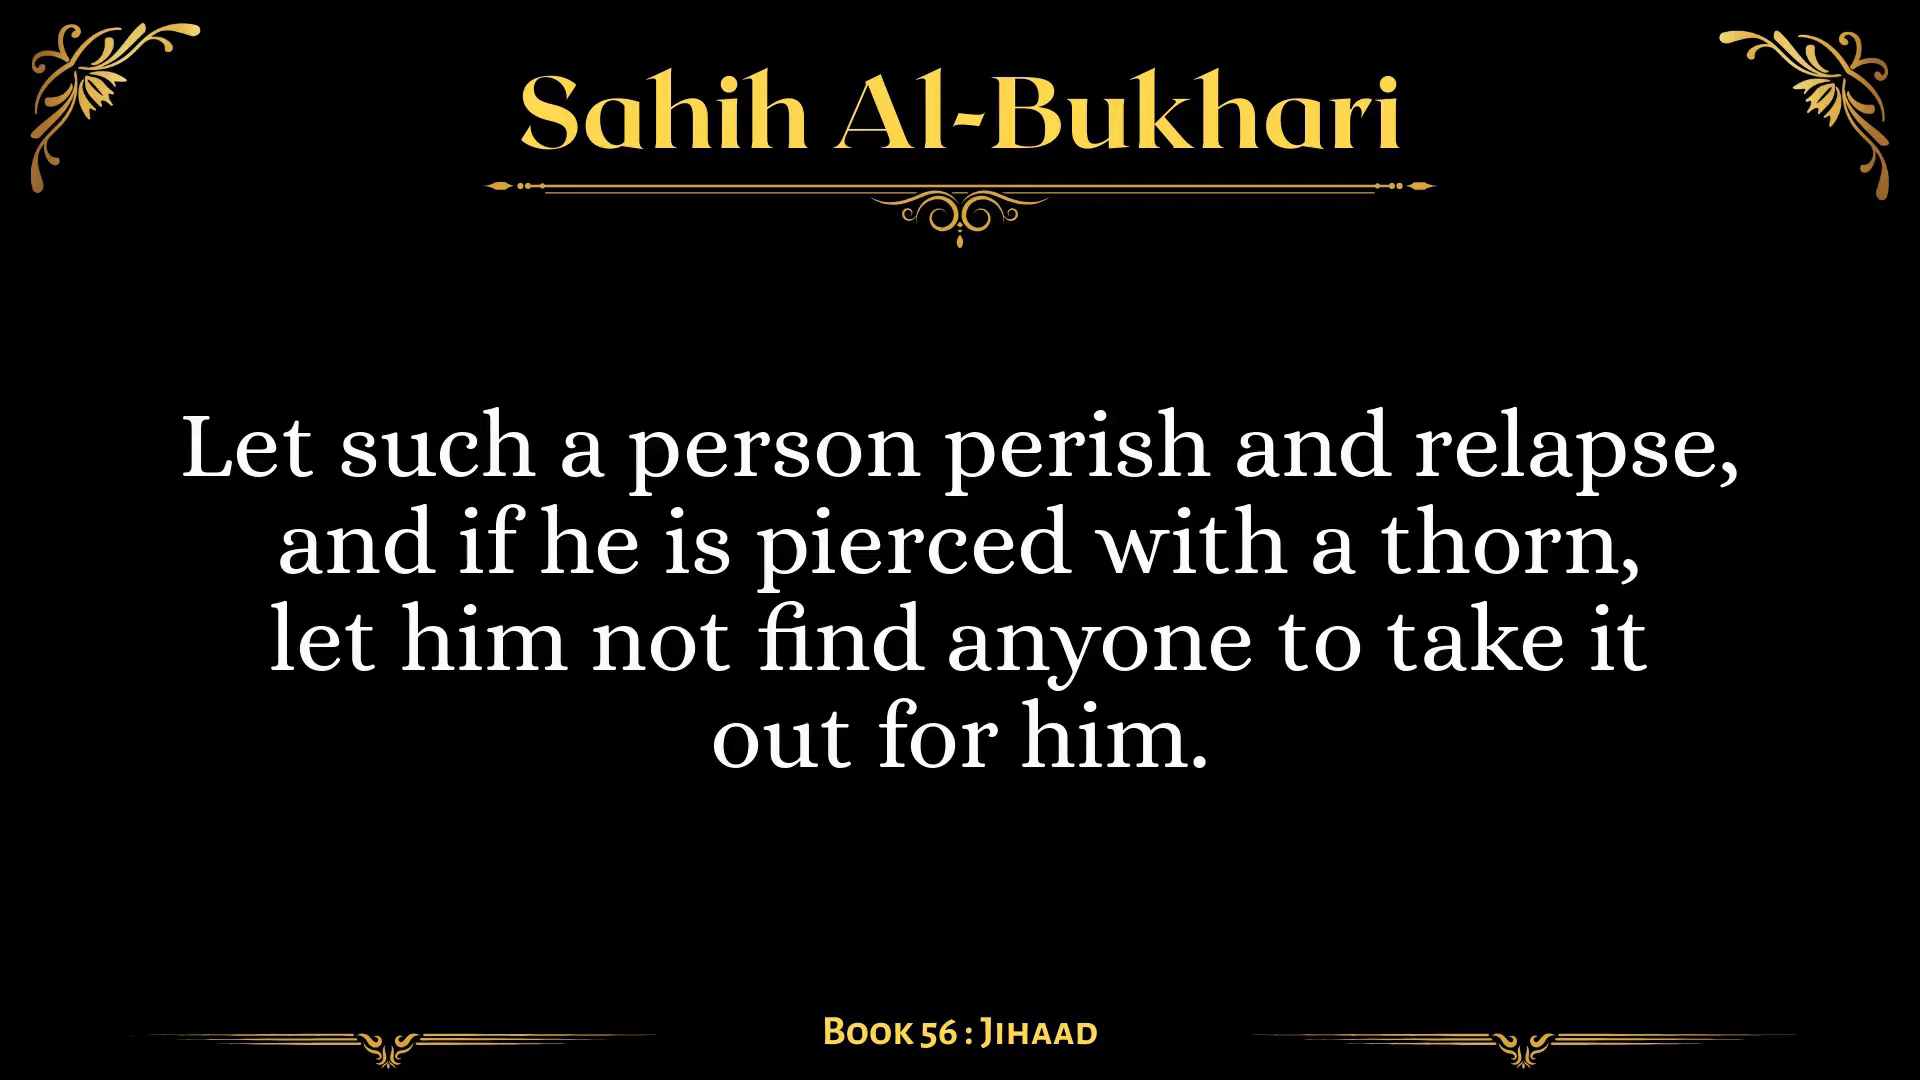 Sahih Al-Bukhari
Let such a person perish and relapse,
and if he is pierced with a thorn,
let him not find anyone to take it
out for him.
Book 56 : Jihaad